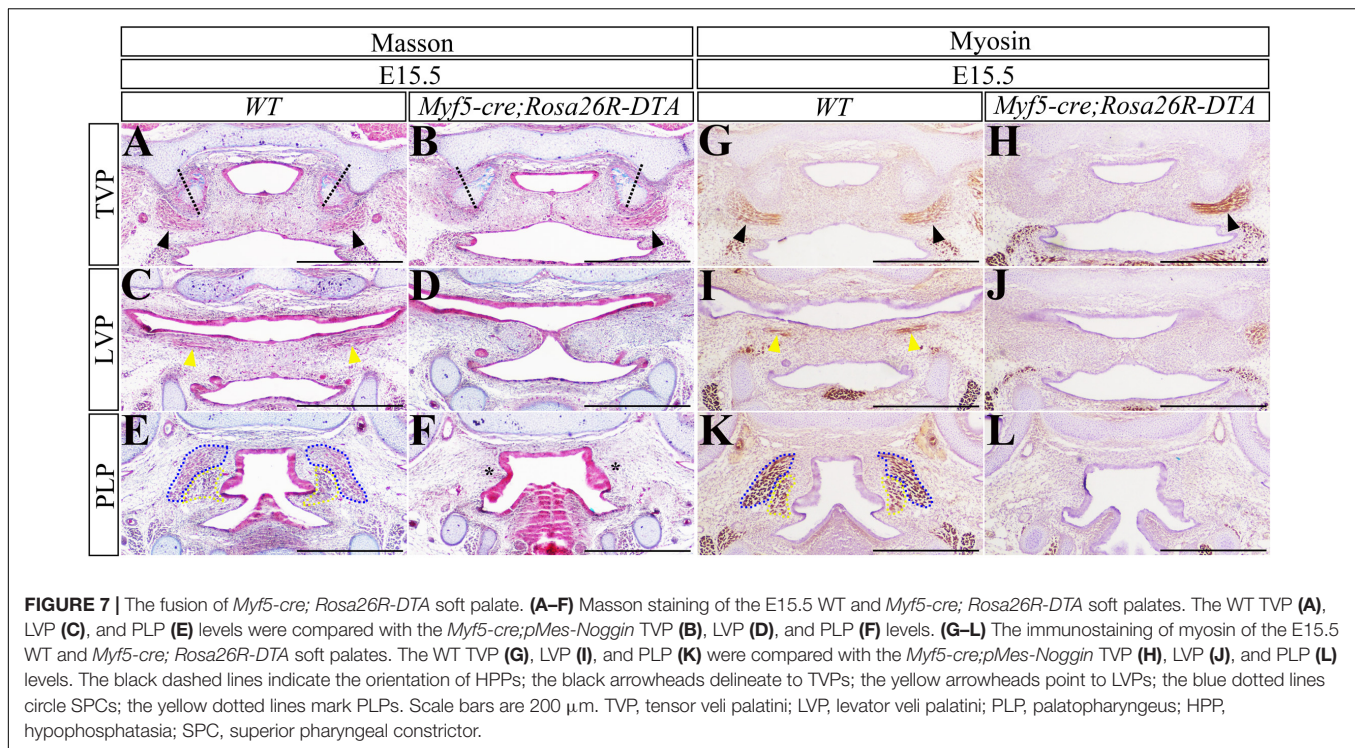 Masson
Myosin
E15.5
E15.5
WT
Myf5-cre;Rosa26R-DTA
WT
Myf5-cre;Rosa26R-DTA
TVP
A
B
G
H
LVP
C
D
I
J
PLP
E
F
*
*
K
L
FIGURE 7 | The fusion of Myf5-cre; Rosa26R-DTA soft palate. (A–F) Masson staining of the E15.5 WT and Myf5-cre; Rosa26R-DTA soft palates. The WT TVP (A),
LVP (C), and PLP (E) levels were compared with the Myf5-cre;pMes-Noggin TVP (B), LVP (D), and PLP (F) levels. (G–L) The immunostaining of myosin of the E15.5
WT and Myf5-cre; Rosa26R-DTA soft palates. The WT TVP (G), LVP (I), and PLP (K) were compared with the Myf5-cre;pMes-Noggin TVP (H), LVP (J), and PLP (L)
levels. The black dashed lines indicate the orientation of HPPs; the black arrowheads delineate to TVPs; the yellow arrowheads point to LVPs; the blue dotted lines
circle SPCs; the yellow dotted lines mark PLPs. Scale bars are 200 μm. TVP, tensor veli palatini; LVP, levator veli palatini; PLP, palatopharyngeus; HPP,
hypophosphatasia; SPC, superior pharyngeal constrictor.